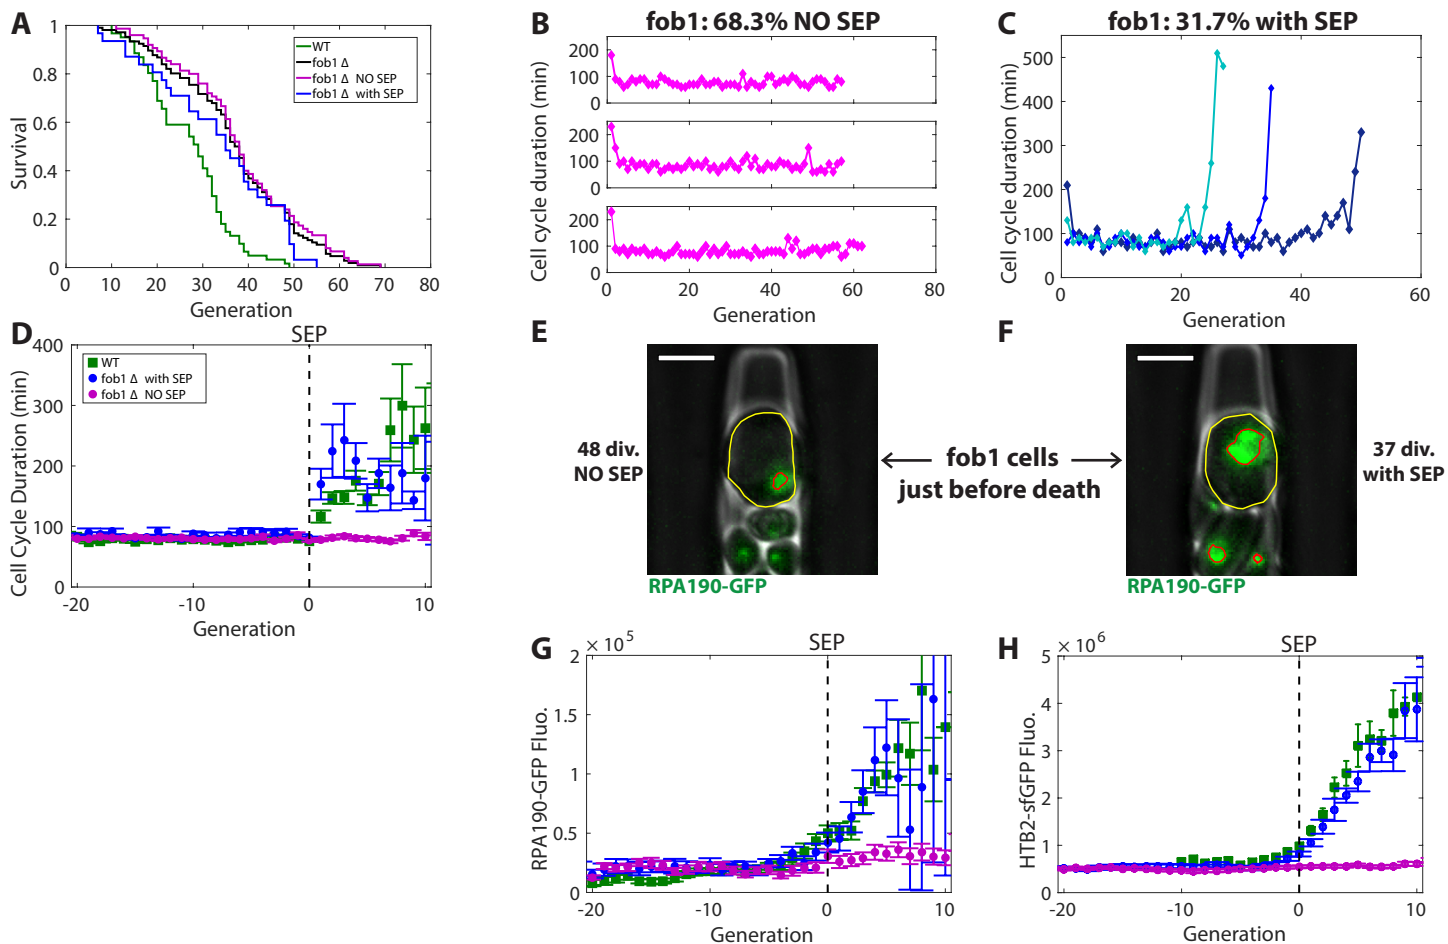 A
Survival
1
0.8
0.6
0.4
0.2
0
WT
fob1 Δ
fob1 Δ NO SEP
fob1 Δ with SEP
0 10 20 30 40 50 60 70 80
Generation
B
fob1: 68.3% NO SEP
Cell cycle duration (min)
200
100
0
200
100
0
200
100
0
0 20 40 60 80
Generation
C
fob1: 31.7% with SEP
Cell cycle duration (min)
500
400
300
200
100
0
0 20 40 60
Generation
D
SEP
Cell Cycle Duration (min)
400
300
200
100
0
WT
fob1 Δ with SEP
fob1 Δ NO SEP
-20 -10 0 10
Generation
E
48 div.
NO SEP
RPA190-GFP
fob1 cells
just before death
F
37 div.
with SEP
RPA190-GFP
G
SEP
× 10⁵
RPA190-GFP Fluo.
2
1.5
1
0.5
0
-20 -10 0 10
Generation
H
SEP
× 10⁶
HTB2-sfGFP Fluo.
5
4
3
2
1
0
-20 -10 0 10
Generation